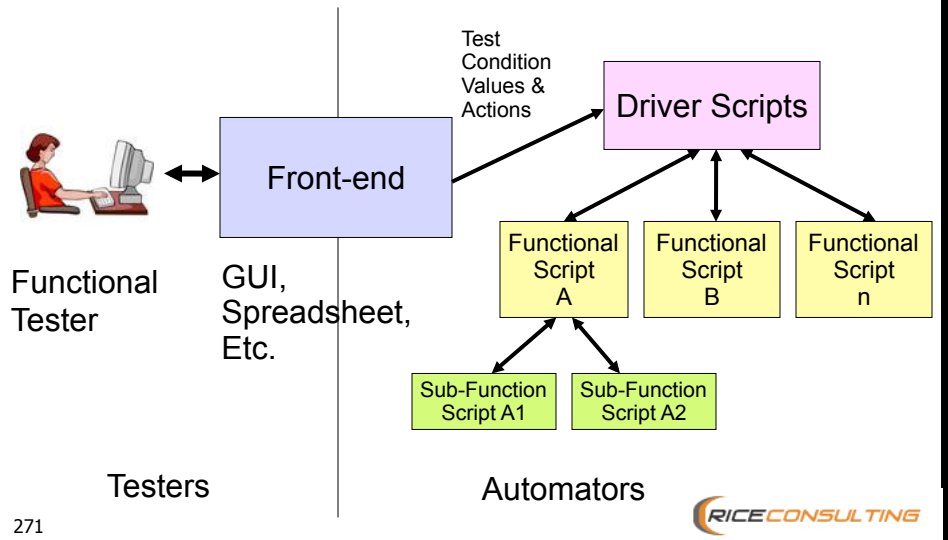 Test
Condition
Values &
Actions
Driver Scripts
Front-end
Functional
Script
A
Functional
Script
B
Functional
Script
n
Functional
Tester
GUI,
Spreadsheet,
Etc.
Sub-Function
Script A1
Sub-Function
Script A2
Testers
Automators
271
RICECONSULTING